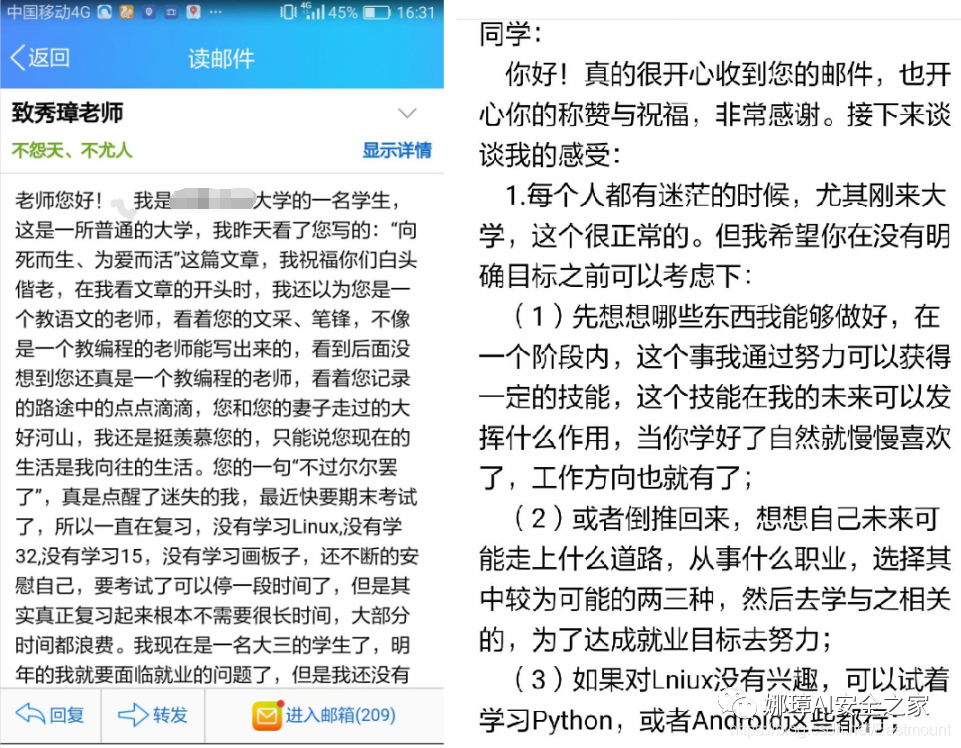 中国移动4G
4G 45% 16:31
返回
读邮件
致秀璋老师
不怨天、不尤人
显示详情
老师您好！ 我是 大学的一名学生，
这是一所普通的大学，我昨天看了您写的：“向
死而生、为爱而活”这篇文章，我祝福你们白头
偕老，在我看文章的开头时，我还以为您是一
个教语文的老师，看着您的文采、笔锋，不像
是一个教编程的老师能写出来的，看到后面没
想到您还真是一个教编程的老师，看着您记录
的路途中的点点滴滴，您和您的妻子走过的大
好河山，我还是挺羡慕您的，只能说您现在的
生活是我向往的生活。您的一句“不过尔尔罢
了”，真是点醒了迷失的我，最近快要期末考试
了，所以一直在复习，没有学习Linux,没有学
32,没有学习15，没有学习画板子，还不断的安
慰自己，要考试了可以停一段时间了，但是其
实真正复习起来根本不需要很长时间，大部分
时间都浪费。我现在是一名大三的学生了，明
年的我就要面临就业的问题了，但是我还没有
回复
转发
进入邮箱(209)
同学：
你好！真的很开心收到您的邮件，也开
心你的称赞与祝福，非常感谢。接下来谈
谈我的感受：
1.每个人都有迷茫的时候，尤其刚来大
学，这个很正常的。但我希望你在没有明
确目标之前可以考虑下：
（1）先想想哪些东西我能够做好，在
一个阶段内，这个事我通过努力可以获得
一定的技能，这个技能在我的未来可以发
挥什么作用，当你学好了自然就慢慢喜欢
了，工作方向也就有了；
（2）或者倒推回来，想想自己未来可
能走上什么道路，从事什么职业，选择其
中较为可能的两三种，然后去学与之相关
的，为了达成就业目标去努力；
（3）如果对Lniux没有兴趣，可以试着
学习Python，或者Android这些都行；
娜璋AI安全之家